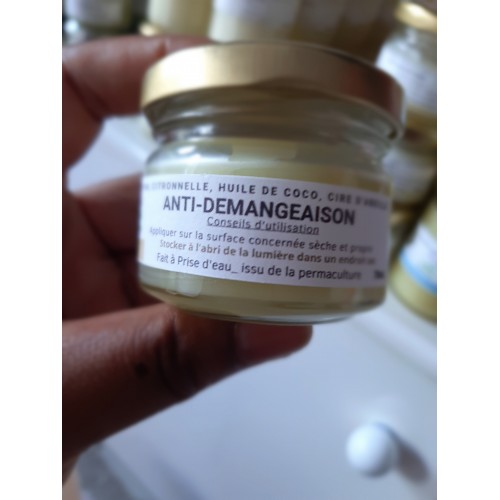 CITRONNELLE, HUILE DE COCO, CIRE D'ABEILLE
ANTI-DEMANGEAISON
Conseils d'utilisation
Appliquer sur la surface concernée sèche et propre
Stocker à l'abri de la lumière dans un endroit sec
Fait à Prise d'eau_ issu de la permaculture